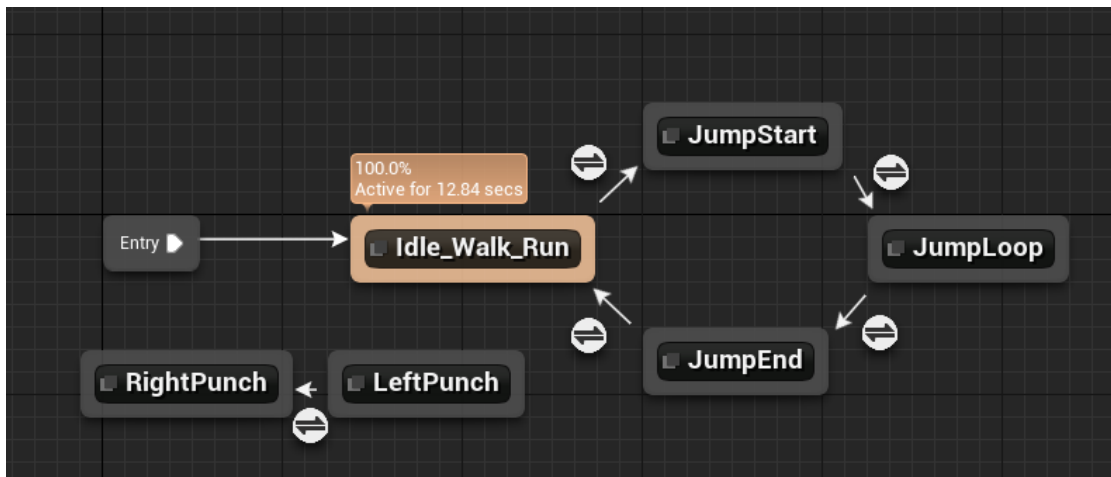 JumpStart
100.0%
Active for 12.84 secs
Entry
Idle_Walk_Run
JumpLoop
JumpEnd
RightPunch
LeftPunch